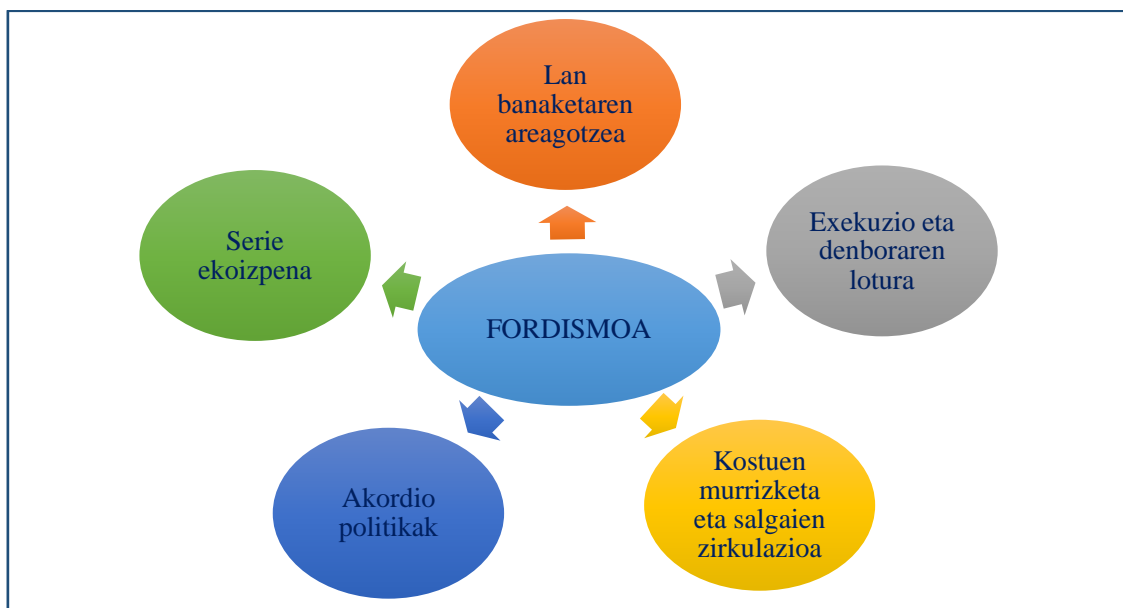 Lan
banaketaren
areagotzea
Exekuzio eta
denboraren
lotura
Serie
ekoizpena
FORDISMOA
Akordio
politikak
Kostuen
murrizketa
eta salgaien
zirkulazioa